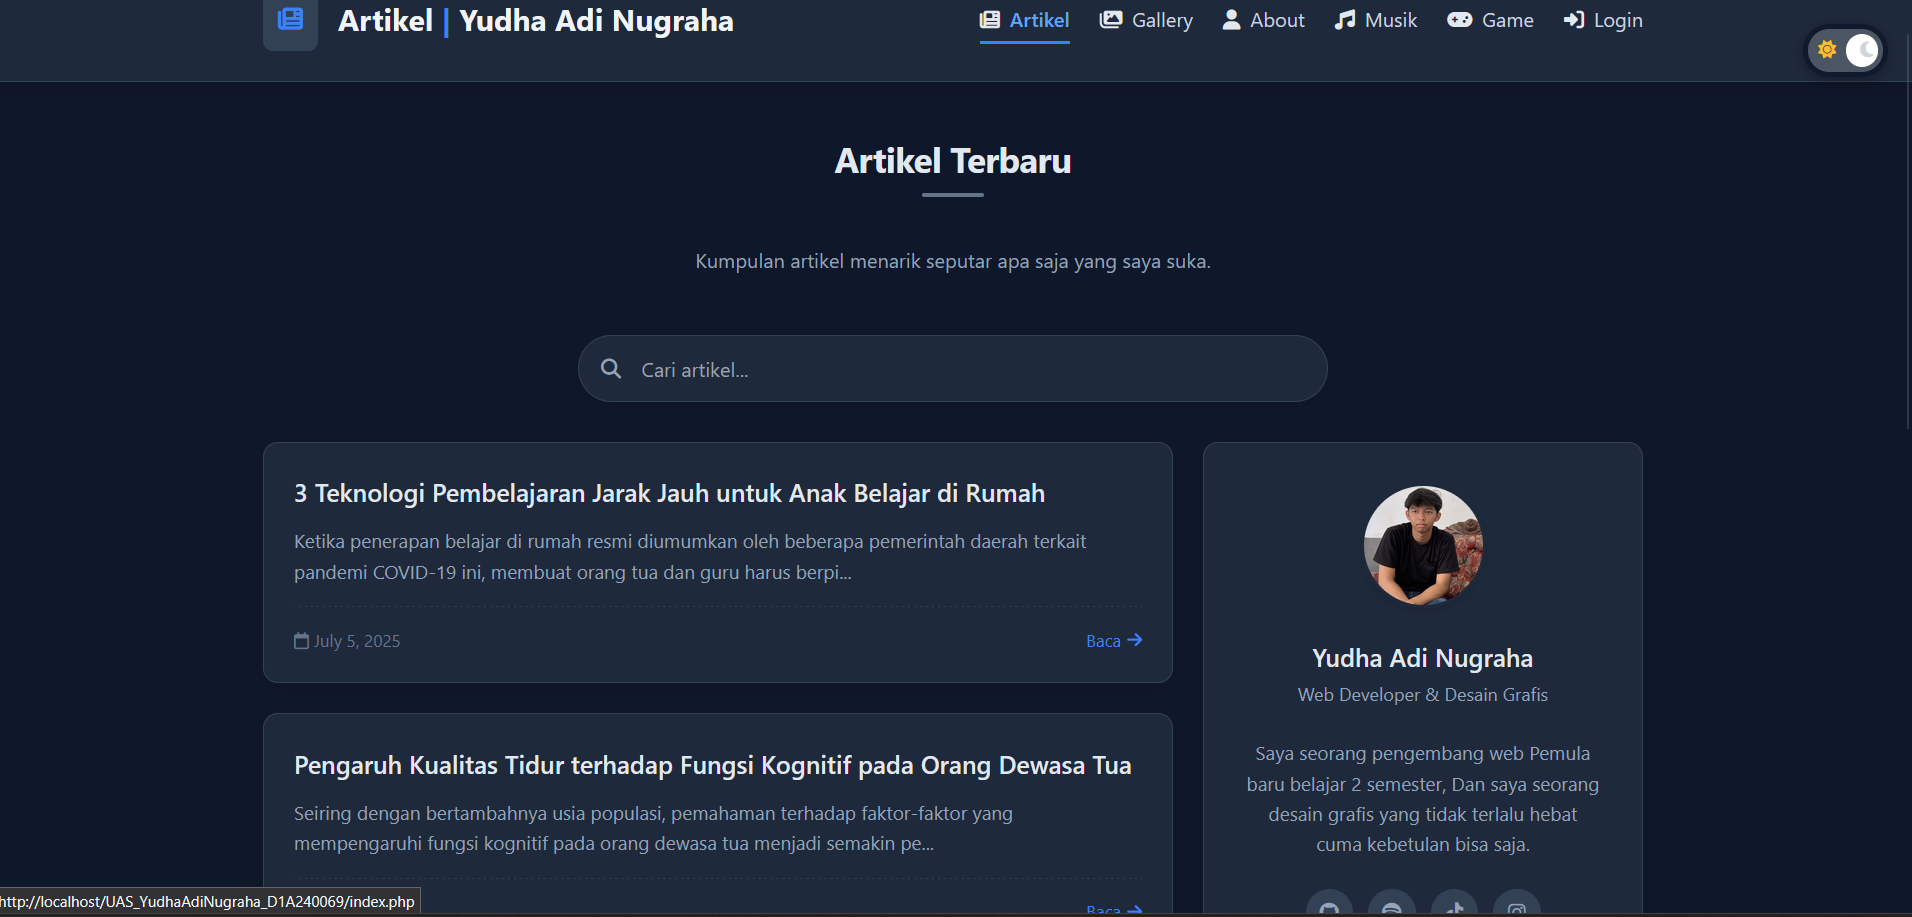 Artikel | Yudha Adi Nugraha
Artikel
Gallery
About
Musik
Game
Login
Artikel Terbaru
Kumpulan artikel menarik seputar apa saja yang saya suka.
Cari artikel...
3 Teknologi Pembelajaran Jarak Jauh untuk Anak Belajar di Rumah
Ketika penerapan belajar di rumah resmi diumumkan oleh beberapa pemerintah daerah terkait
pandemi COVID-19 ini, membuat orang tua dan guru harus berpi...
July 5, 2025
Baca
Pengaruh Kualitas Tidur terhadap Fungsi Kognitif pada Orang Dewasa Tua
Seiring dengan bertambahnya usia populasi, pemahaman terhadap faktor-faktor yang
mempengaruhi fungsi kognitif pada orang dewasa tua menjadi semakin pe...
Baca
Yudha Adi Nugraha
Web Developer & Desain Grafis
Saya seorang pengembang web Pemula
baru belajar 2 semester, Dan saya seorang
desain grafis yang tidak terlalu hebat
cuma kebetulan bisa saja.
http://localhost/UAS_YudhaAdiNugraha_D1A240069/index.php